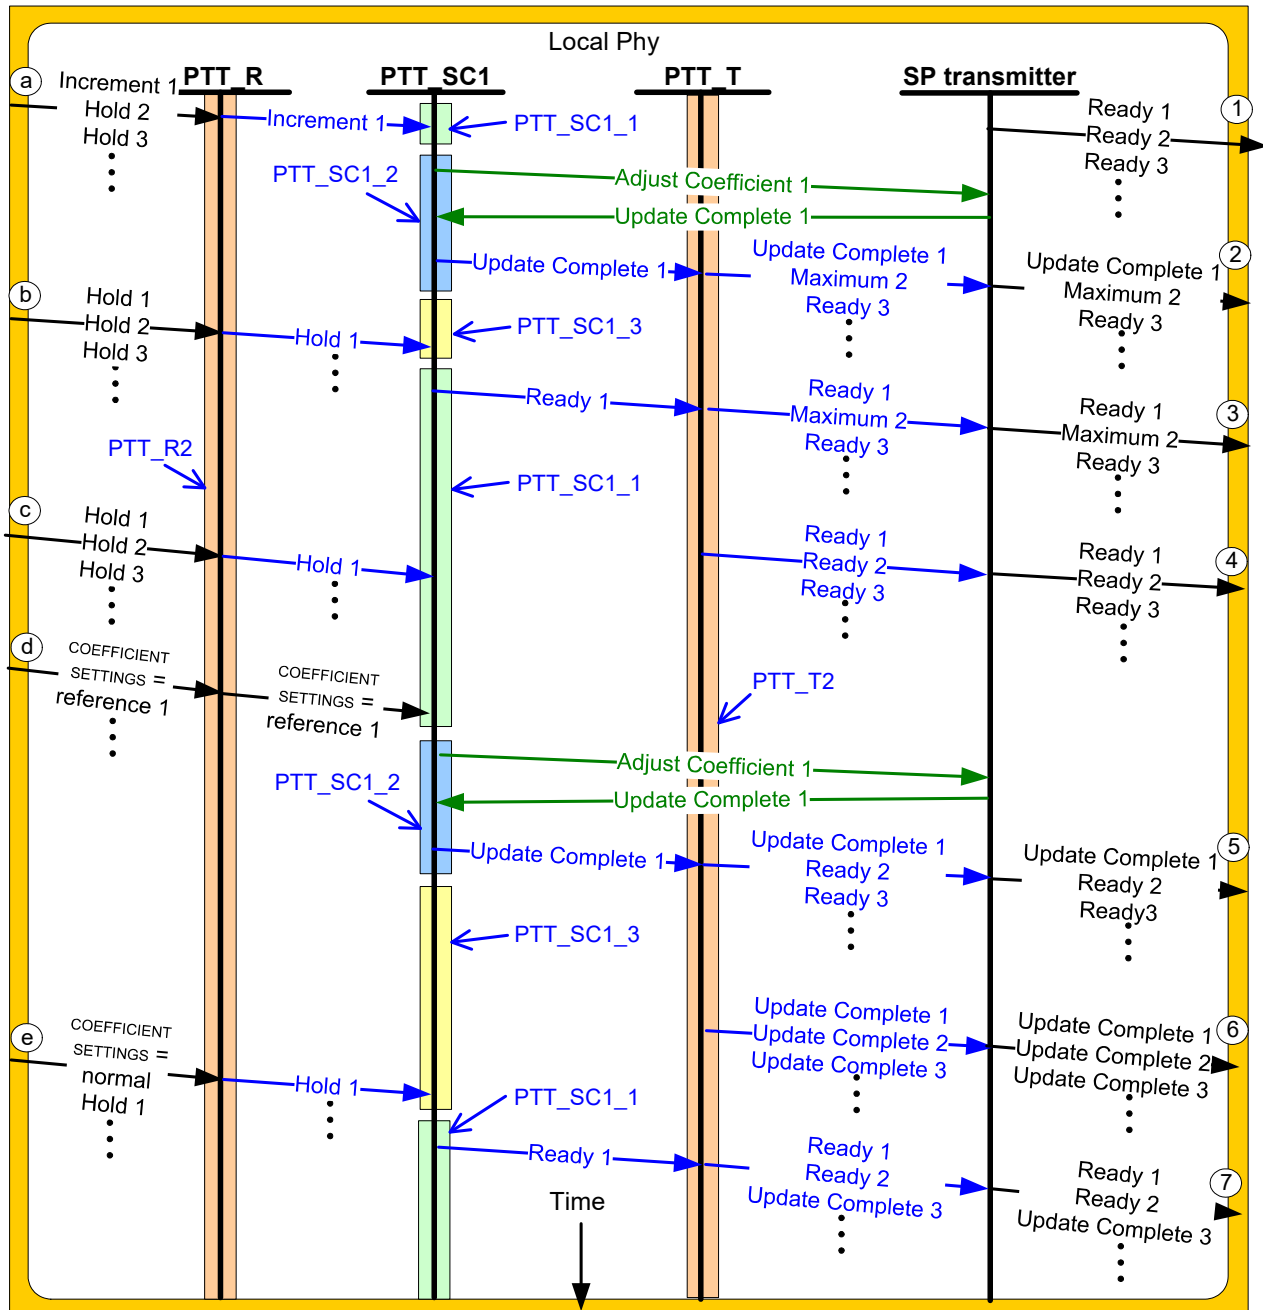 Local Phy
PTT_R
PTT_SC1
PTT_T
SP transmitter
a
Increment 1
Hold 2
Hold 3
Increment 1
PTT_SC1_1
Ready 1
Ready 2
Ready 3
1
PTT_SC1_2
Adjust Coefficient 1
Update Complete 1
Update Complete 1
Update Complete 1
Maximum 2
Ready 3
Update Complete 1
Maximum 2
Ready 3
2
b
Hold 1
Hold 2
Hold 3
Hold 1
PTT_SC1_3
Ready 1
Ready 1
Maximum 2
Ready 3
Ready 1
Maximum 2
Ready 3
3
PTT_R2
PTT_SC1_1
c
Hold 1
Hold 2
Hold 3
Hold 1
Ready 1
Ready 2
Ready 3
Ready 1
Ready 2
Ready 3
4
d
COEFFICIENT
SETTINGS =
reference 1
COEFFICIENT
SETTINGS =
reference 1
PTT_T2
PTT_SC1_2
Adjust Coefficient 1
Update Complete 1
Update Complete 1
Update Complete 1
Ready 2
Ready 3
Update Complete 1
Ready 2
Ready3
5
PTT_SC1_3
Update Complete 1
Update Complete 2
Update Complete 3
Update Complete 1
Update Complete 2
Update Complete 3
6
e
COEFFICIENT
SETTINGS =
normal
Hold 1
Hold 1
PTT_SC1_1
Ready 1
Ready 1
Ready 2
Update Complete 3
Ready 1
Ready 2
Update Complete 3
7
Time